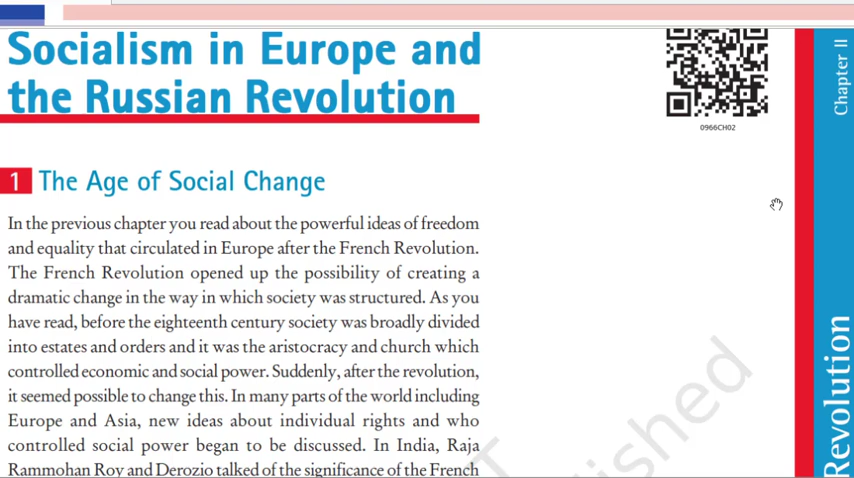 Socialism in Europe and
the Russian Revolution
0966CH02
Chapter II
1 The Age of Social Change
In the previous chapter you read about the powerful ideas of freedom
and equality that circulated in Europe after the French Revolution.
The French Revolution opened up the possibility of creating a
dramatic change in the way in which society was structured. As you
have read, before the eighteenth century society was broadly divided
into estates and orders and it was the aristocracy and church which
controlled economic and social power. Suddenly, after the revolution,
it seemed possible to change this. In many parts of the world including
Europe and Asia, new ideas about individual rights and who
controlled social power began to be discussed. In India, Raja
Rammohan Roy and Derozio talked of the significance of the French
Revolution